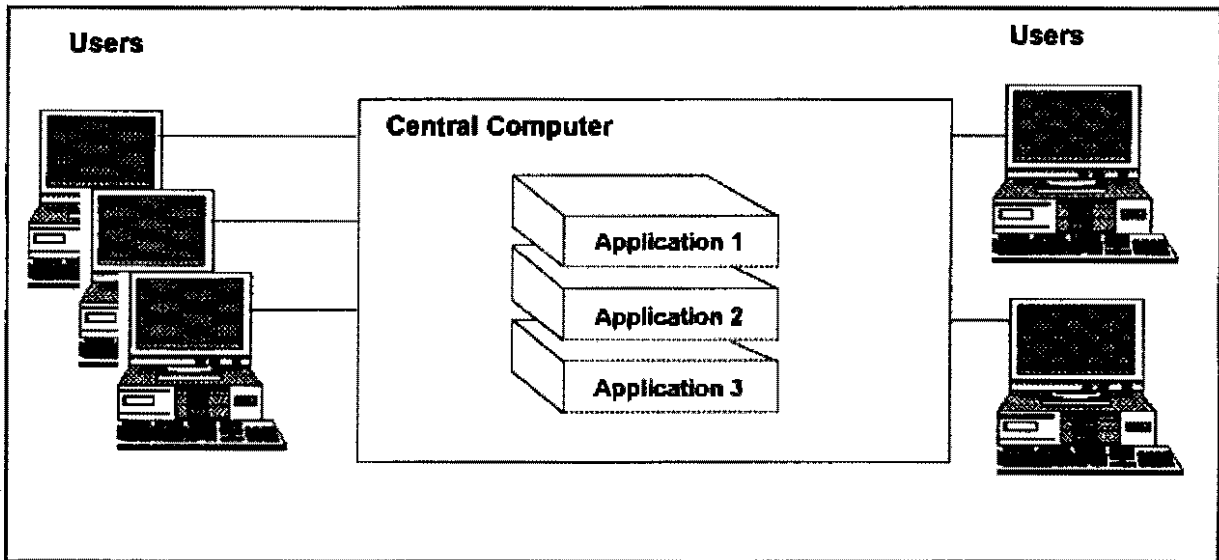 Users
Users
Central Computer
Application 1
Application 2
Application 3